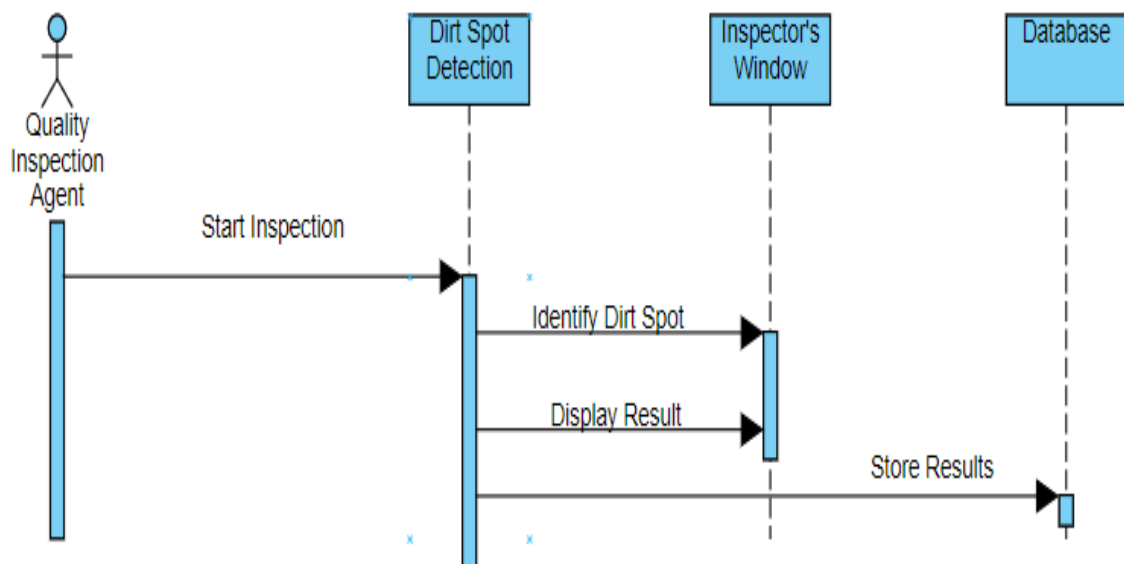 Dirt Spot
Detection
Inspector's
Window
Database
Quality
Inspection
Agent
Start Inspection
Identify Dirt Spot
Display Result
Store Results